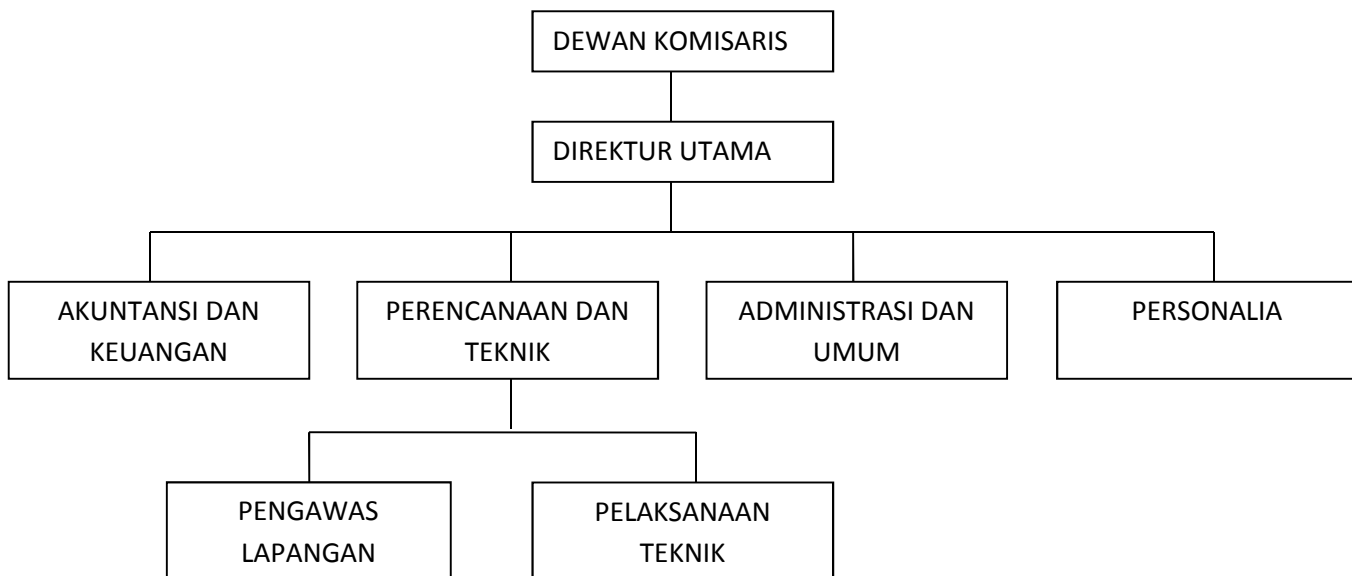 DEWAN KOMISARIS
DIREKTUR UTAMA
AKUNTANSI DAN
KEUANGAN
PERENCANAAN DAN
TEKNIK
ADMINISTRASI DAN
UMUM
PERSONALIA
PENGAWAS
LAPANGAN
PELAKSANAAN
TEKNIK